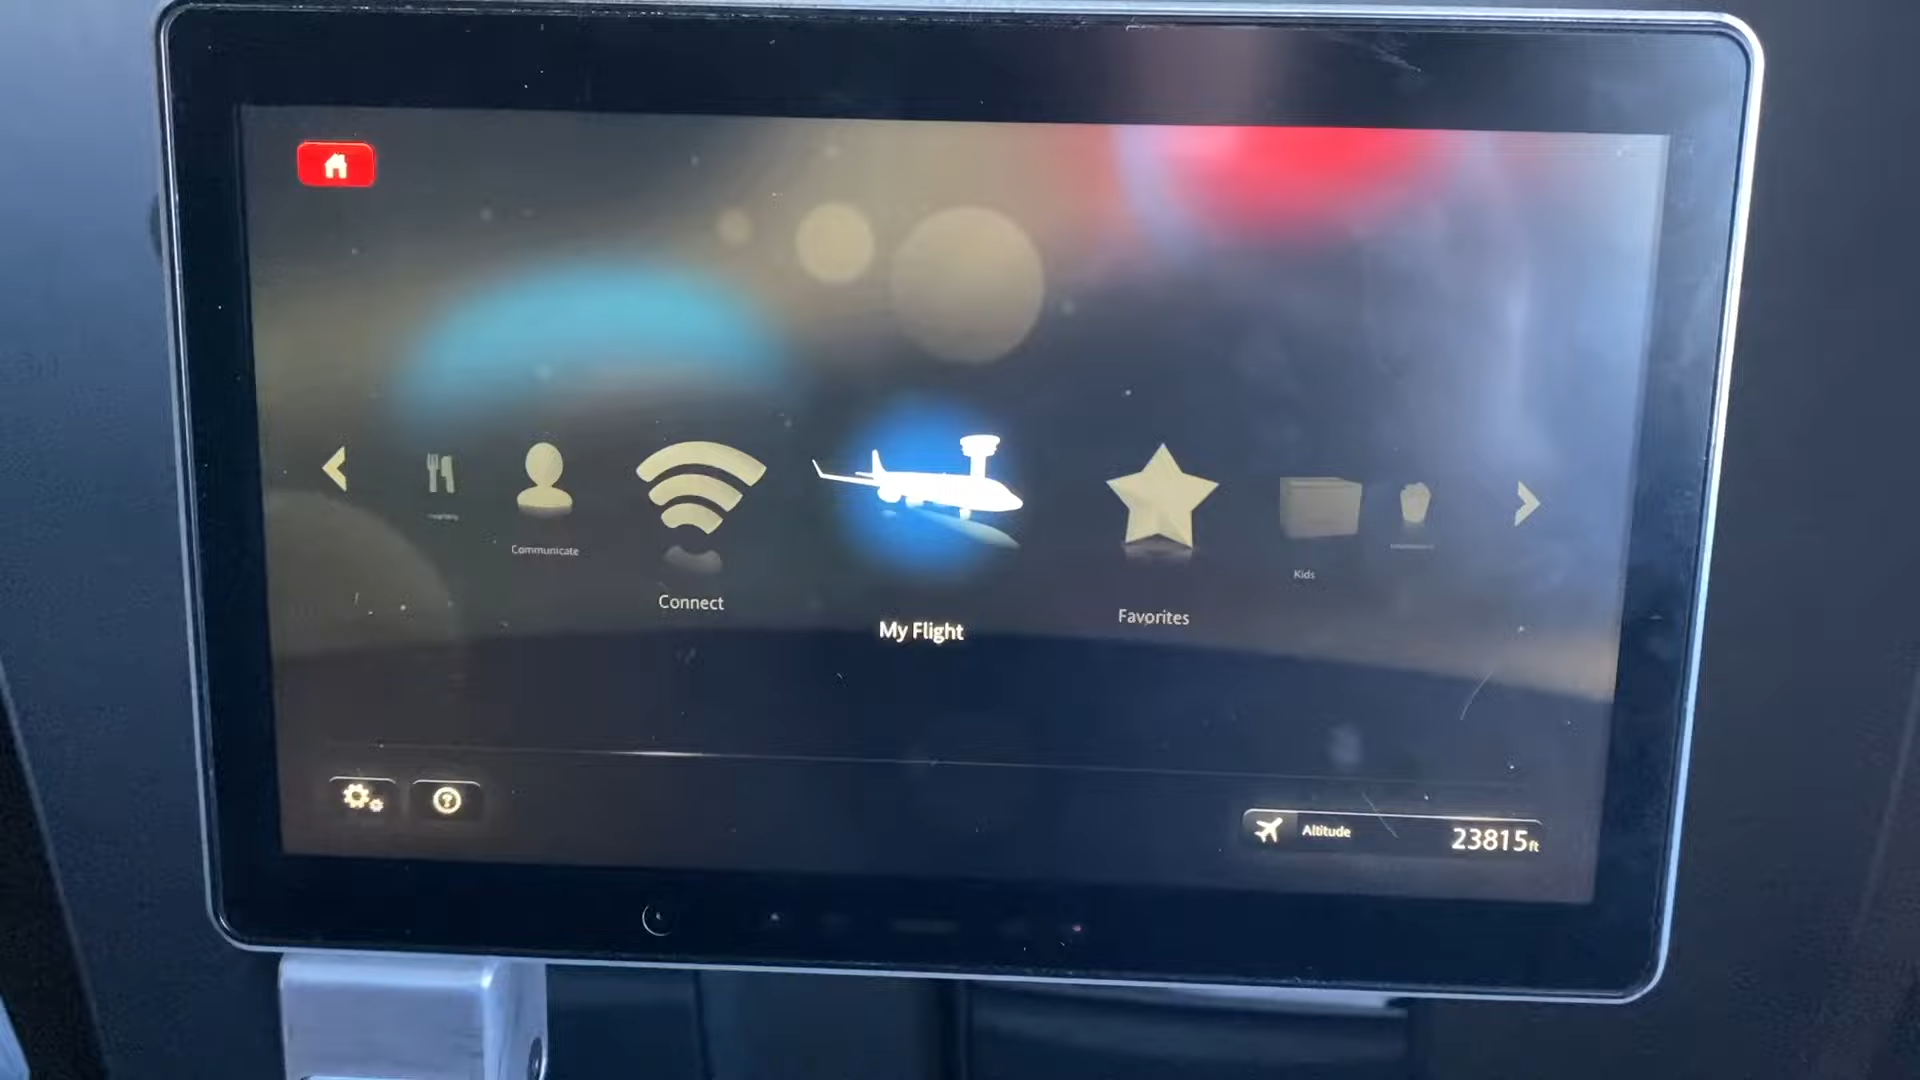 Communicate
Connect
My Flight
Favorites
Kids
Altitude
23815ft